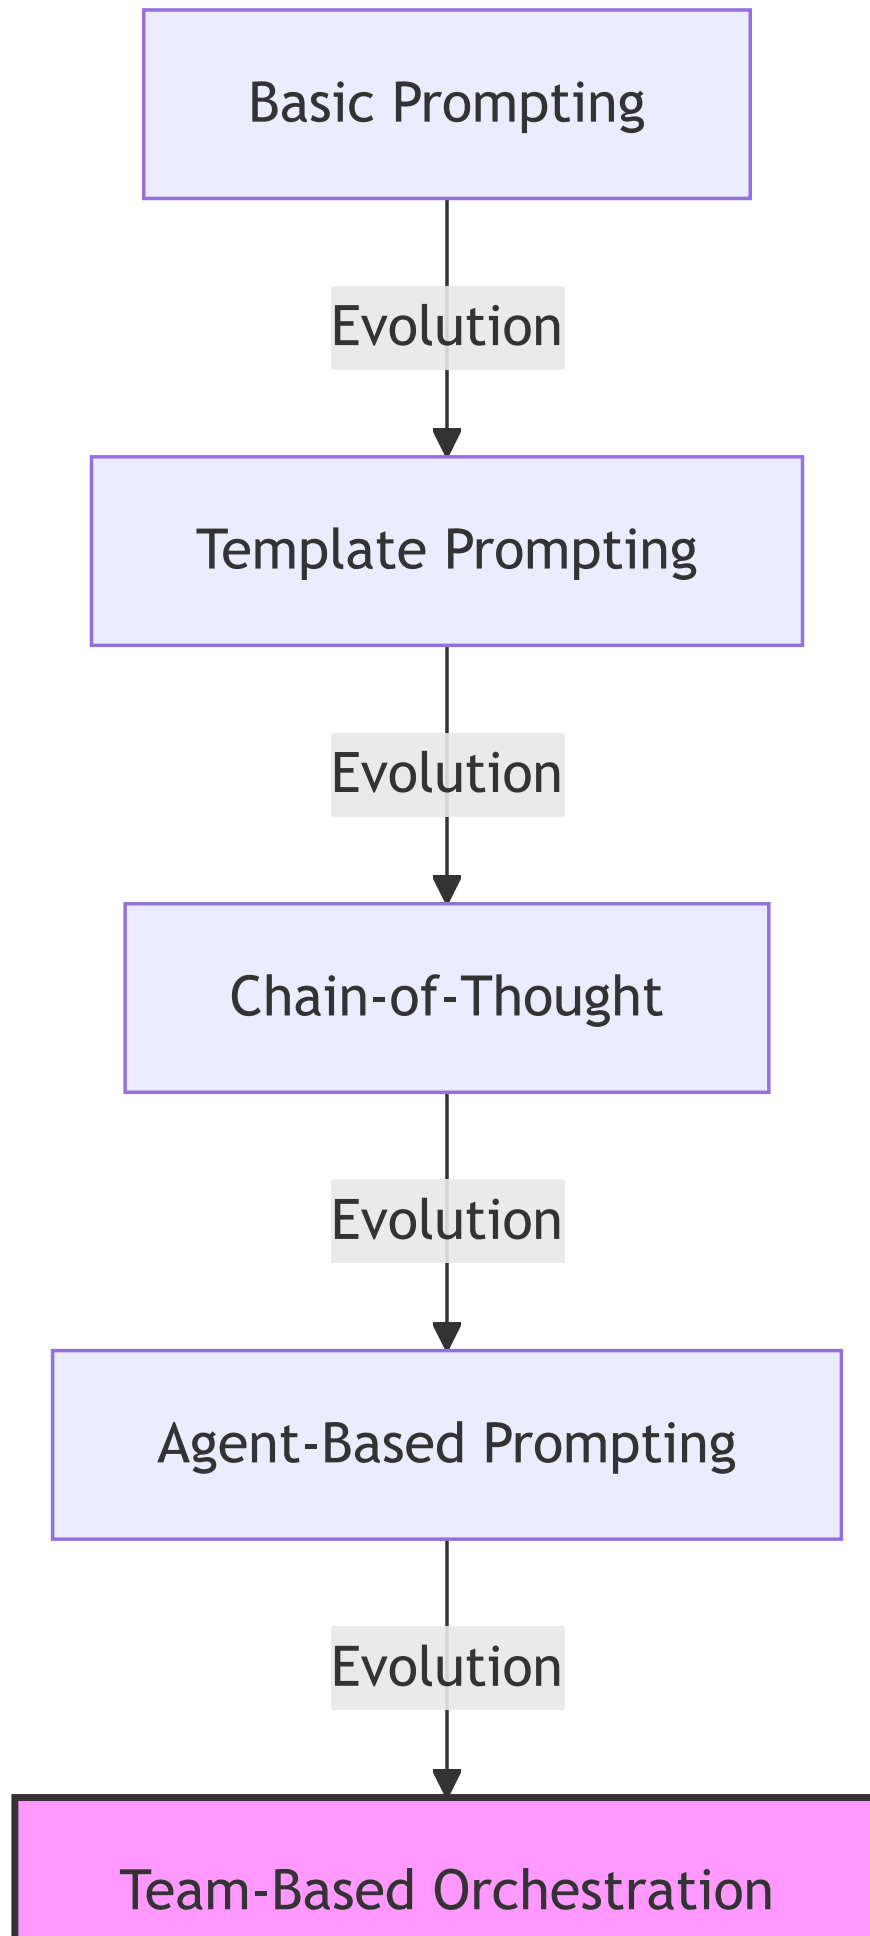 Basic Prompting
Evolution
Template Prompting
Evolution
Chain-of-Thought
Evolution
Agent-Based Prompting
Evolution
Team-Based Orchestration